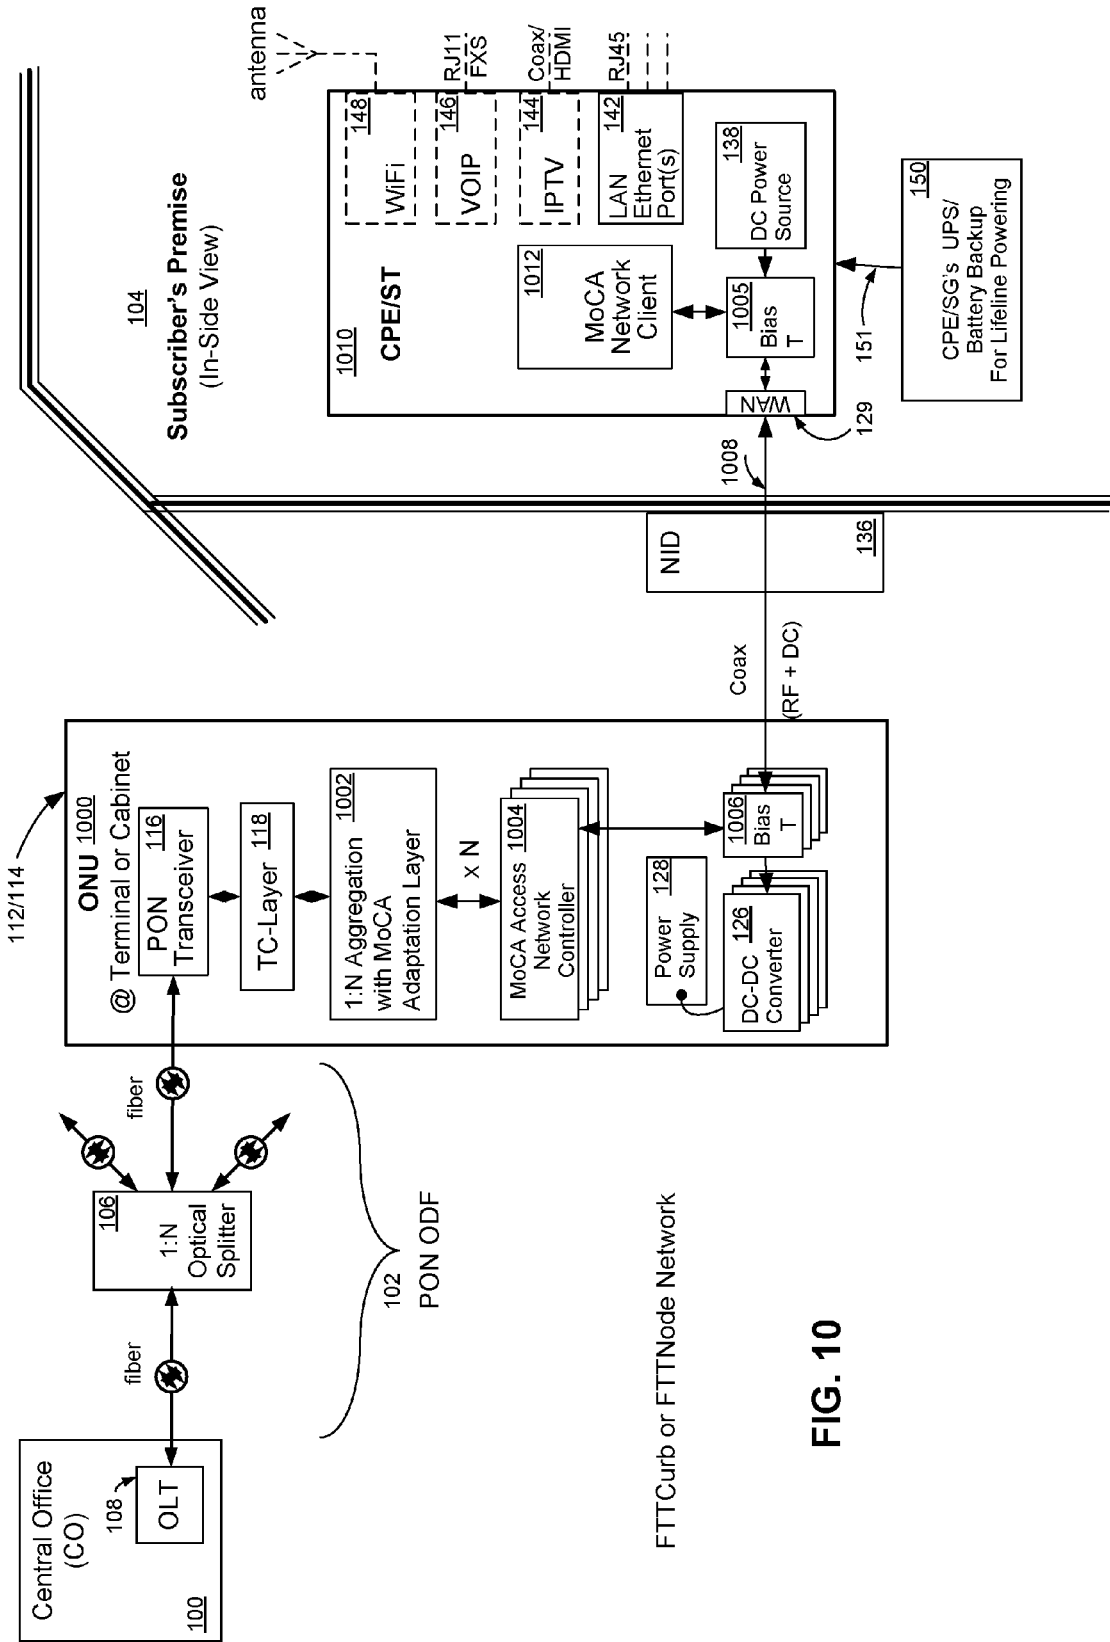 Central Office
(CO)
100
108
OLT
fiber
106
1:N
Optical
Splitter
fiber
102
PON ODF
112/114
ONU 1000
@ Terminal or Cabinet
116
PON
Transceiver
TC-Layer 118
1002
1:N Aggregation
with MoCA
Adaptation Layer
x N
MoCA Access 1004
Network
Controller
128
Power
Supply
DC-DC 126
Converter
1006
Bias
T
Coax
(RF + DC)
NID
136
1008
104
Subscriber's Premise
(In-Side View)
1010
CPE/ST
129
WAN
1005
Bias
T
1012
MoCA
Network
Client
138
DC Power
Source
WiFi
148
antenna
VOIP
146
RJ11
FXS
IPTV
144
Coax/
HDMI
LAN
Ethernet
Port(s)
142
RJ45
151
150
CPE/SG's UPS/
Battery Backup
For Lifeline Powering
FTTCurb or FTTNode Network
FIG. 10